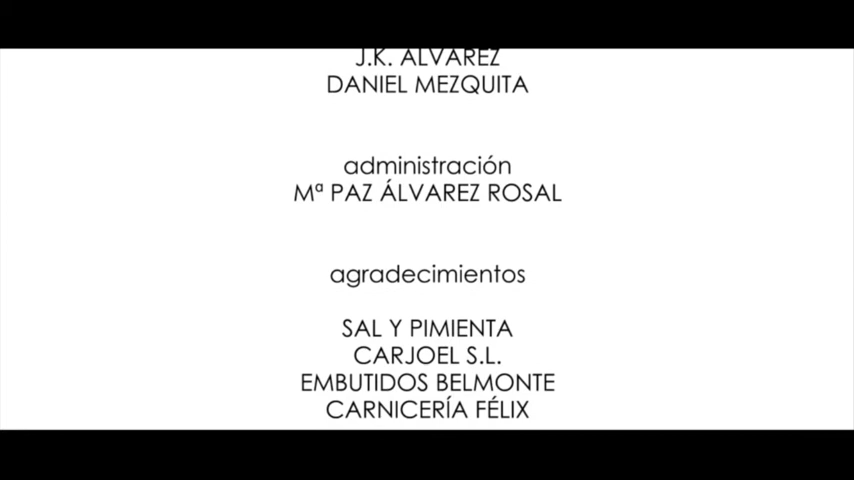 J.K. ÁLVAREZ
DANIEL MEZQUITA
administración
Mª PAZ ÁLVAREZ ROSAL
agradecimientos
SAL Y PIMIENTA
CARJOEL S.L.
EMBUTIDOS BELMONTE
CARNICERÍA FÉLIX